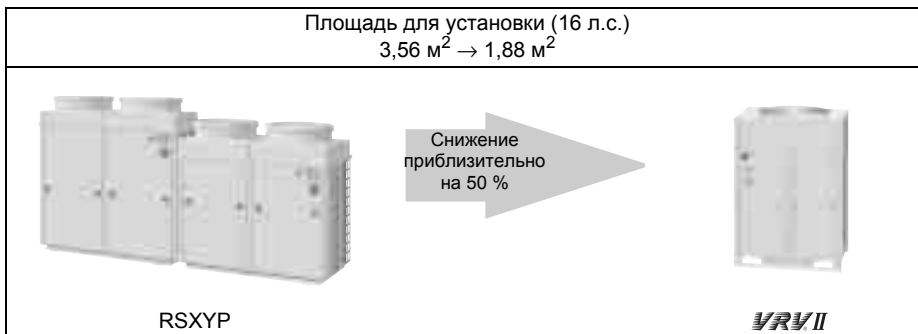 Площадь для установки (16 л.с.)
3,56 м² → 1,88 м²
Снижение
приблизительно
на 50 %
RSXYP
VRV II